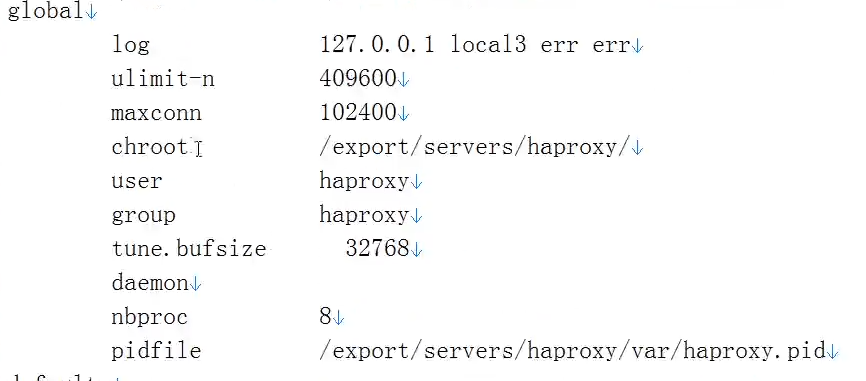 global↓
log 127.0.0.1 local3 err err↓
ulimit-n 409600↓
maxconn 102400↓
chroot /export/servers/haproxy/↓
user haproxy↓
group haproxy↓
tune.bufsize 32768↓
daemon↓
nbproc 8↓
pidfile /export/servers/haproxy/var/haproxy.pid↓